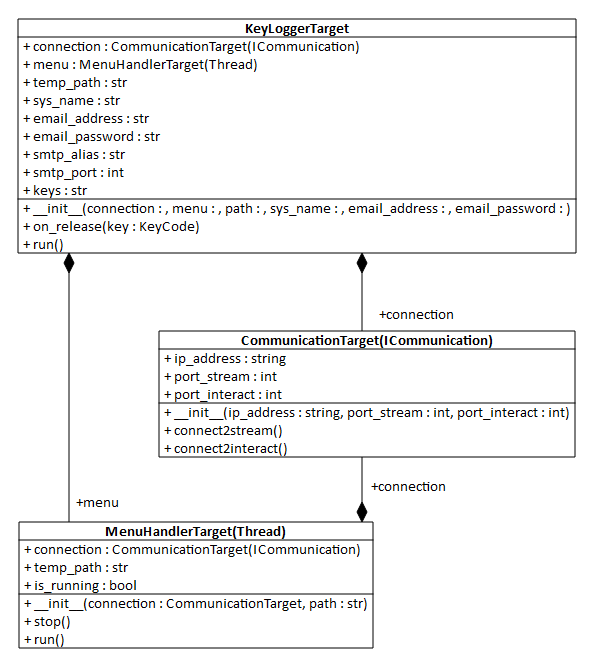 KeyLoggerTarget
+ connection : CommunicationTarget(ICommunication)
+ menu : MenuHandlerTarget(Thread)
+ temp_path : str
+ sys_name : str
+ email_address : str
+ email_password : str
+ smtp_alias : str
+ smtp_port : int
+ keys : str
+ __init__(connection : , menu : , path : , sys_name : , email_address : , email_password : )
+ on_release(key : KeyCode)
+ run()
+connection
CommunicationTarget(ICommunication)
+ ip_address : string
+ port_stream : int
+ port_interact : int
+ __init__(ip_address : string, port_stream : int, port_interact : int)
+ connect2stream()
+ connect2interact()
+connection
+menu
MenuHandlerTarget(Thread)
+ connection : CommunicationTarget(ICommunication)
+ temp_path : str
+ is_running : bool
+ __init__(connection : CommunicationTarget, path : str)
+ stop()
+ run()